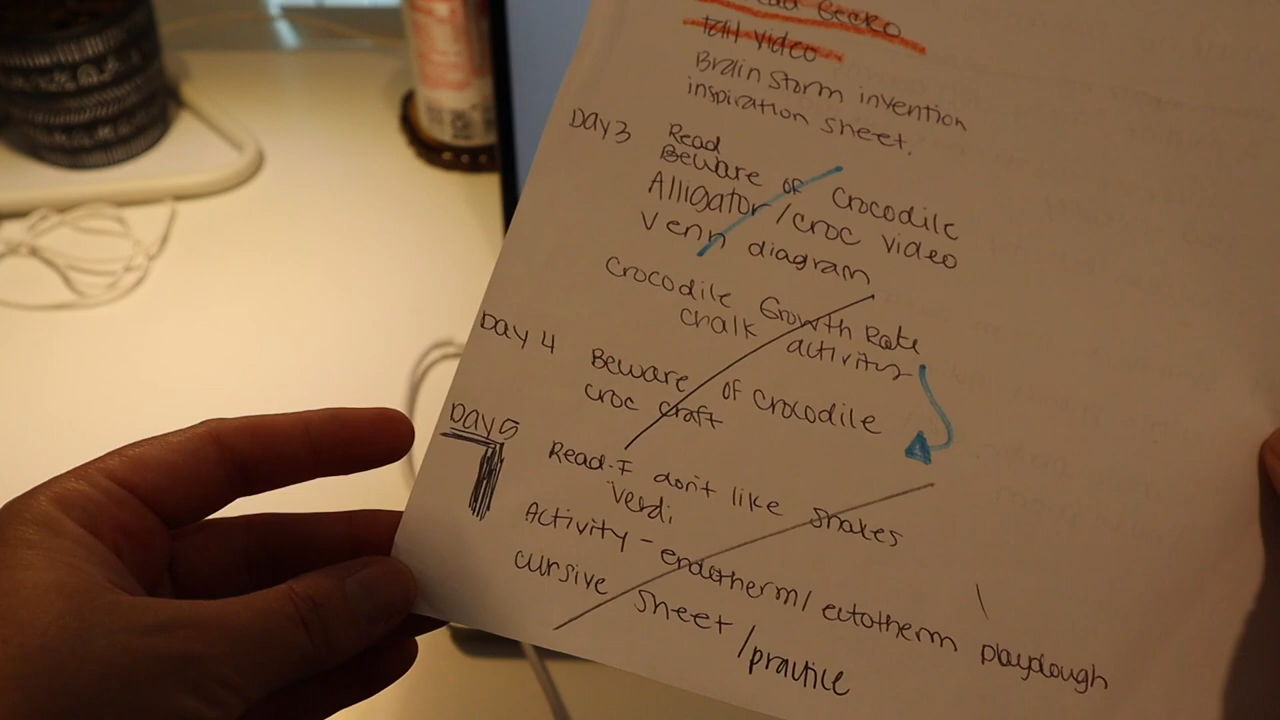 Gecko
video
Brain storm invention
inspiration sheet.
Day 3 Read
Beware of crocodile
Alligator/croc video
Venn diagram
crocodile Growth Rate
chalk activity
Day 4 Beware of crocodile
croc craft
Day 5
Read-I don't like snakes
Verdi
Activity - endotherm/ectotherm playdough
cursive sheet/practice